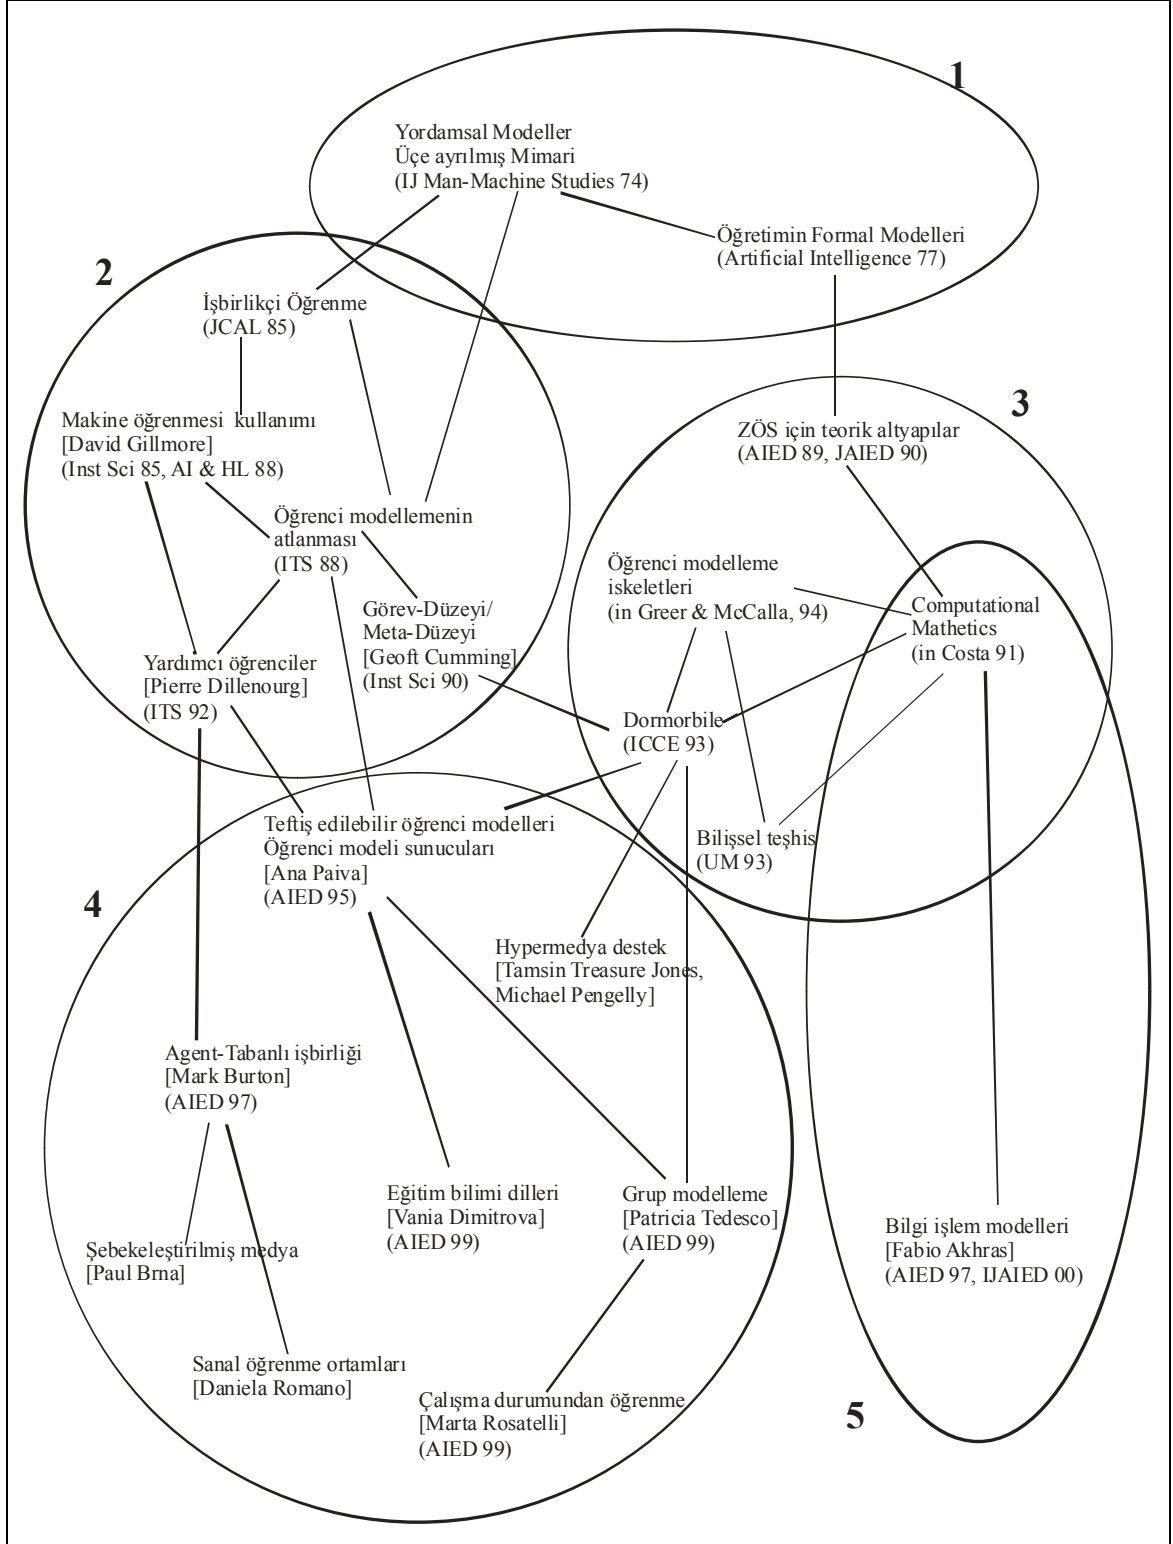 1
Yordamsal Modeller
Üçe ayrılmış Mimari
(IJ Man-Machine Studies 74)
Öğretimin Formal Modelleri
(Artificial Intelligence 77)
2
İşbirlikçi Öğrenme
(JCAL 85)
Makine öğrenmesi kullanımı
[David Gillmore]
(Inst Sci 85, AI & HL 88)
Öğrenci modellemenin
atlanması
(ITS 88)
Görev-Düzeyi/
Meta-Düzeyi
[Geoft Cumming]
(Inst Sci 90)
Yardımcı öğrenciler
[Pierre Dillenourg]
(ITS 92)
3
ZÖS için teorik altyapılar
(AIED 89, JAIED 90)
Öğrenci modelleme
iskeletleri
(in Greer & McCalla, 94)
Computational
Mathetics
(in Costa 91)
Dormorbile
(ICCE 93)
Bilişsel teşhis
(UM 93)
4
Teftiş edilebilir öğrenci modelleri
Öğrenci modeli sunucuları
[Ana Paiva]
(AIED 95)
Hypermedya destek
[Tamsin Treasure Jones,
Michael Pengelly]
Agent-Tabanlı işbirliği
[Mark Burton]
(AIED 97)
Eğitim bilimi dilleri
[Vania Dimitrova]
(AIED 99)
Grup modelleme
[Patricia Tedesco]
(AIED 99)
Şebekeleştirilmiş medya
[Paul Brna]
Sanal öğrenme ortamları
[Daniela Romano]
Çalışma durumundan öğrenme
[Marta Rosatelli]
(AIED 99)
Bilgi işlem modelleri
[Fabio Akhras]
(AIED 97, IJAIED 00)
5